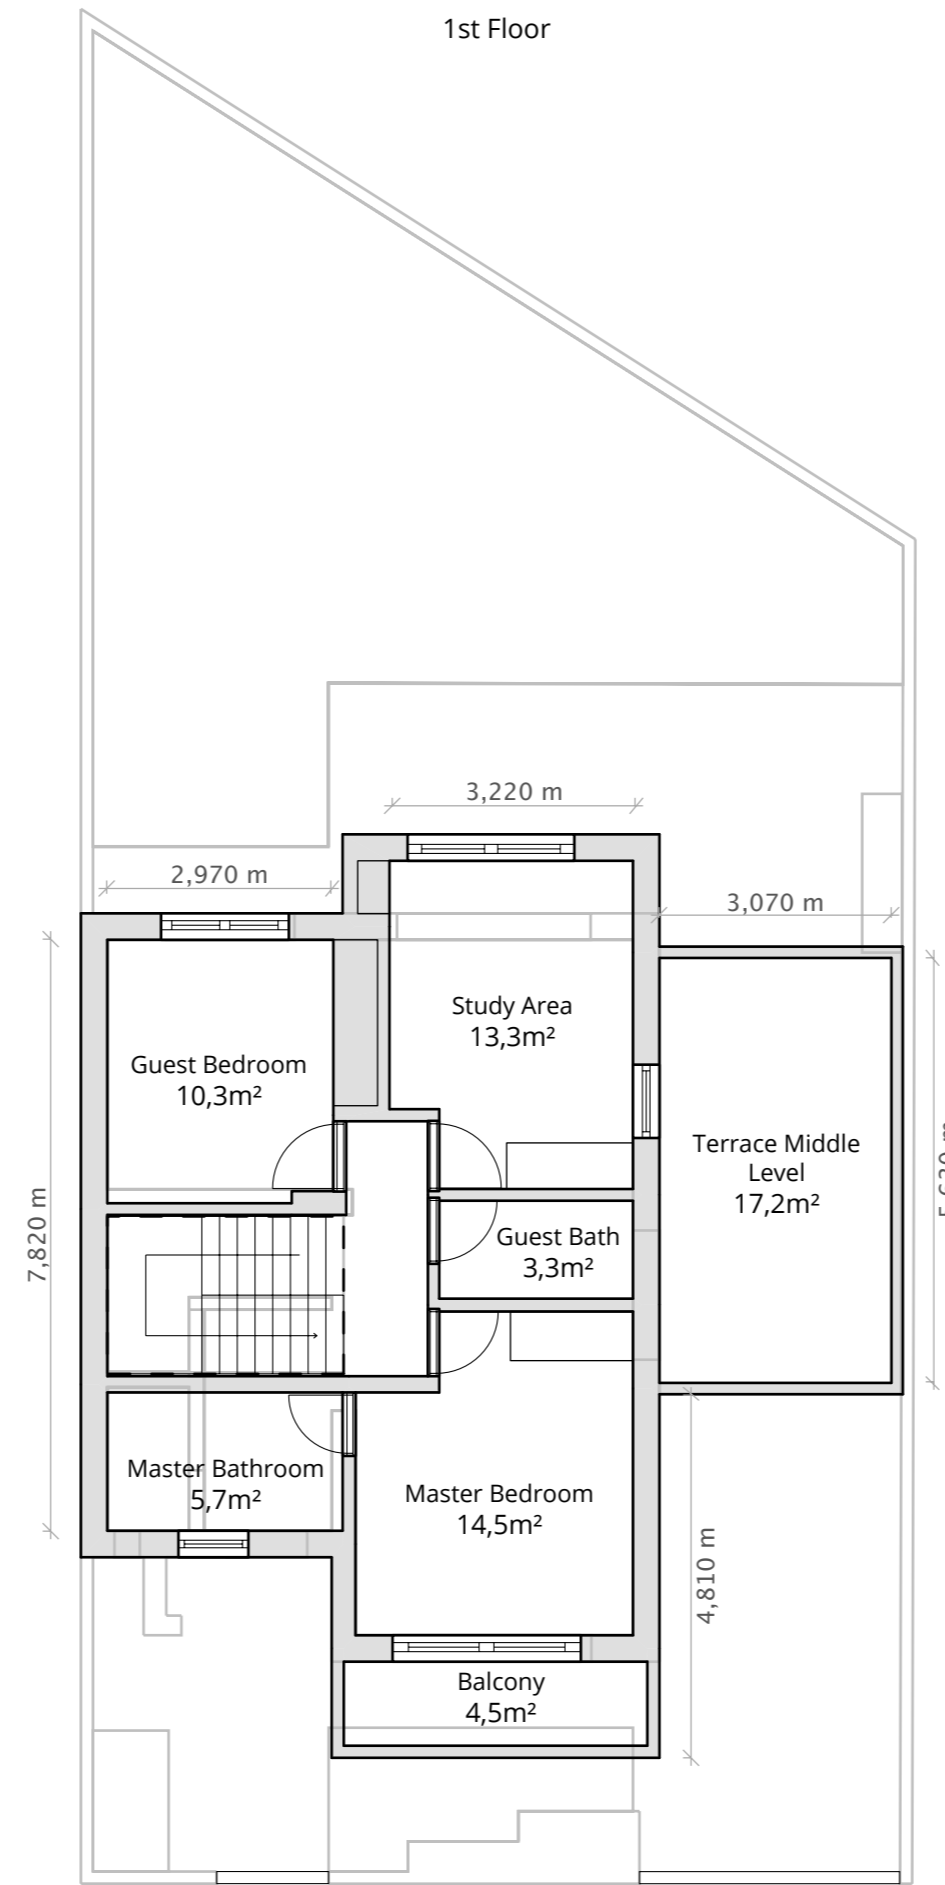 1st Floor
3,220 m
2,970 m
3,070 m
Study Area
13,3m²
Guest Bedroom
10,3m²
Terrace Middle
Level
17,2m²
7,820 m
Guest Bath
3,3m²
Master Bathroom
5,7m²
Master Bedroom
14,5m²
4,810 m
Balcony
4,5m²